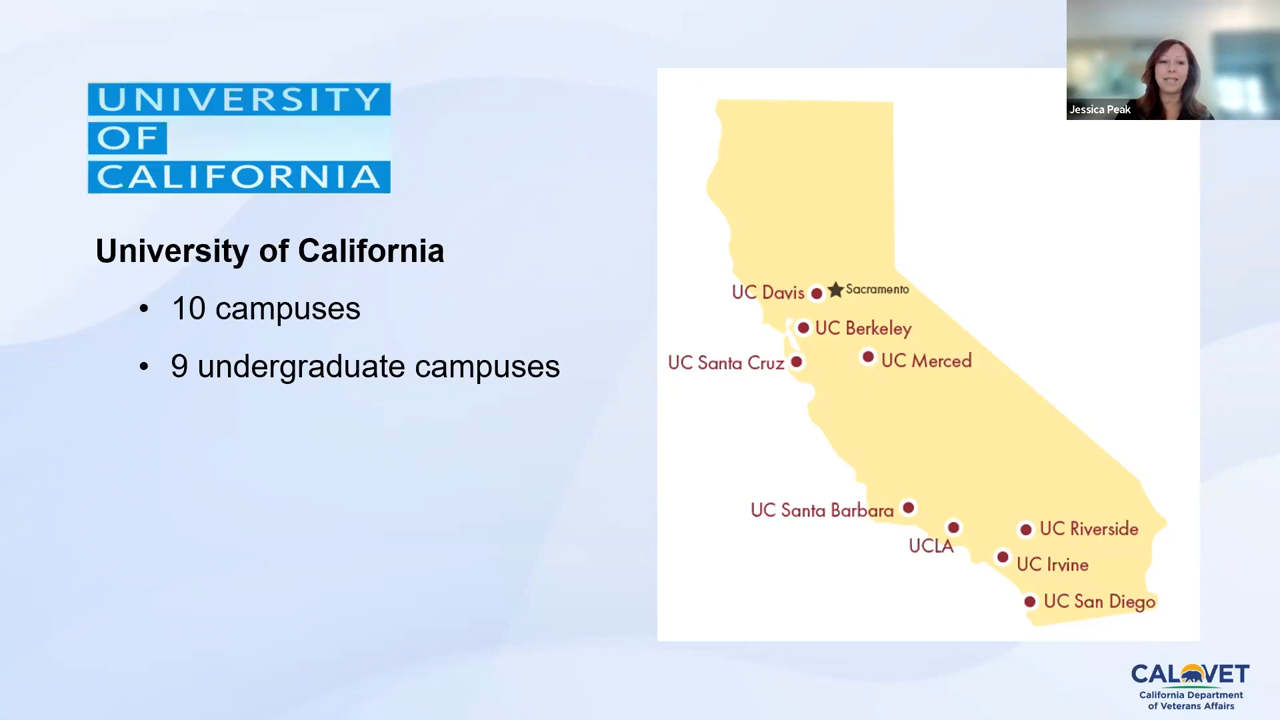 UNIVERSITY
OF
CALIFORNIA
University of California
• 10 campuses
• 9 undergraduate campuses
Jessica Peak
UC Davis
Sacramento
UC Berkeley
UC Santa Cruz
UC Merced
UC Santa Barbara
UCLA
UC Riverside
UC Irvine
UC San Diego
CALVET
California Department
of Veterans Affairs